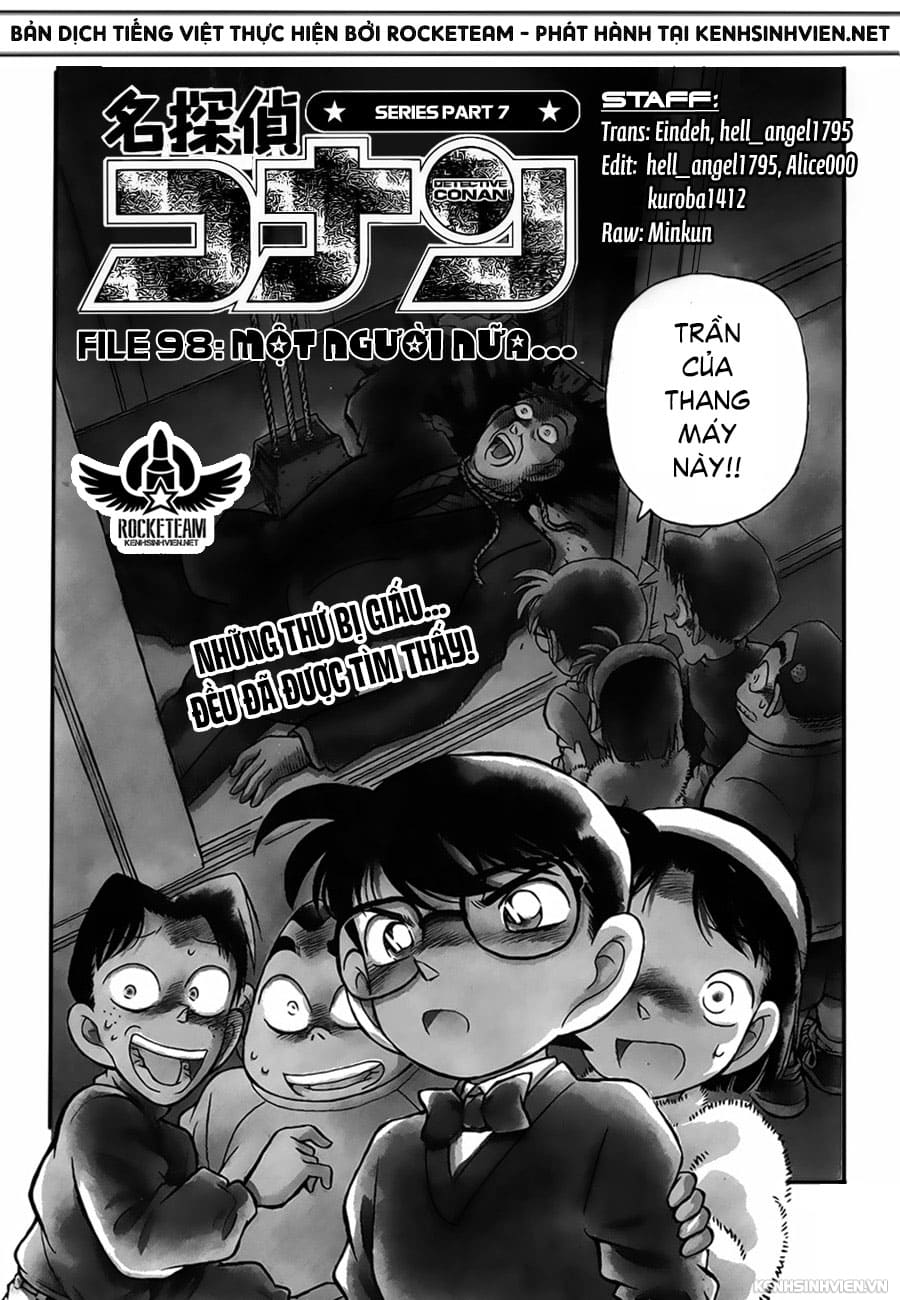 BẢN DỊCH TIẾNG VIỆT THỰC HIỆN BỞI ROCKETEAM - PHÁT HÀNH TẠI KENHSINHVIEN.NET
名探偵
SERIES PART 7
コナン
DETECTIVE
CONAN
FILE 98: MỘT NGƯỜI NỮA...
STAFF:
Trans: Eindeh, hell_angel1795
Edit: hell_angel1795, Alice000
kuroba1412
Raw: Minkun
TRẦN
CỦA
THANG
MÁY
NÀY!!
ROCKETEAM
KENHSINHVIEN.NET
NHỮNG THỨ BỊ GIẤU...
ĐỀU ĐÃ ĐƯỢC TÌM THẤY!
KENHSINHVIEN.VN